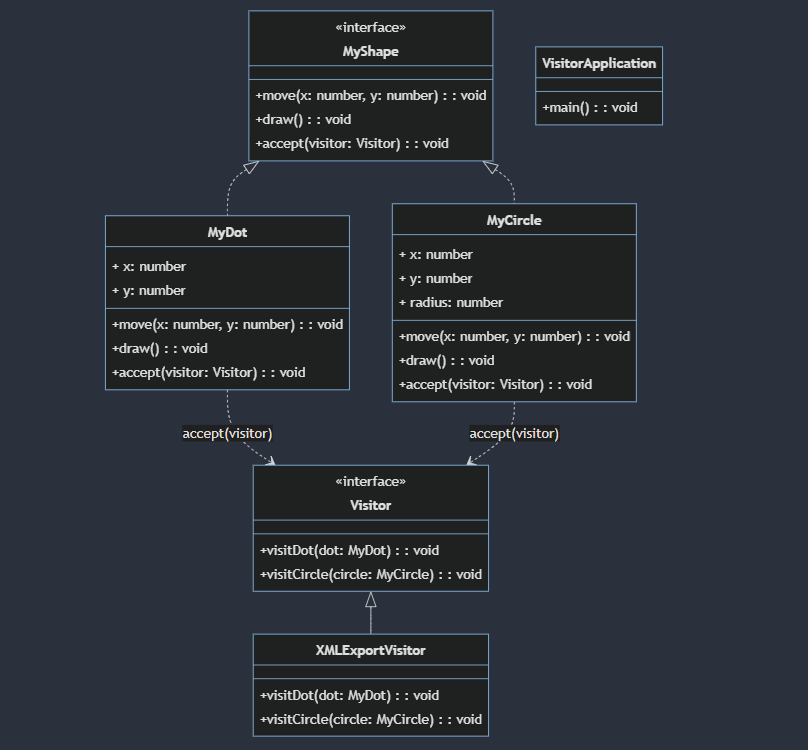 «interface»
MyShape
+move(x: number, y: number) : : void
+draw() : : void
+accept(visitor: Visitor) : : void
VisitorApplication
+main() : : void
MyDot
+ x: number
+ y: number
+move(x: number, y: number) : : void
+draw() : : void
+accept(visitor: Visitor) : : void
MyCircle
+ x: number
+ y: number
+ radius: number
+move(x: number, y: number) : : void
+draw() : : void
+accept(visitor: Visitor) : : void
accept(visitor)
accept(visitor)
«interface»
Visitor
+visitDot(dot: MyDot) : : void
+visitCircle(circle: MyCircle) : : void
XMLExportVisitor
+visitDot(dot: MyDot) : : void
+visitCircle(circle: MyCircle) : : void